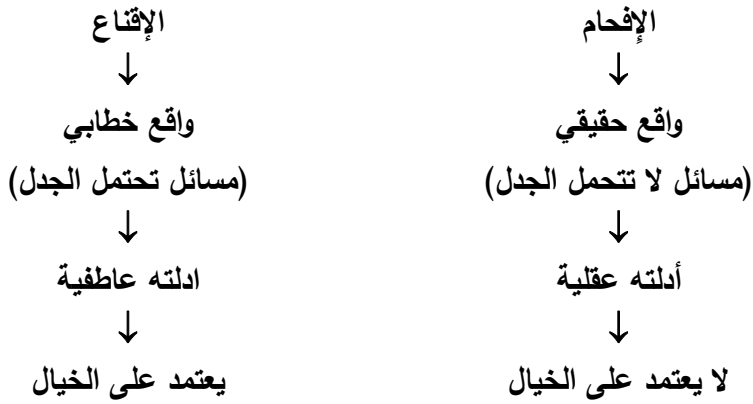 الإفحام
الإقناع
↓
↓
واقع حقيقي
واقع خطابي
(مسائل لا تتحمل الجدل)
(مسائل تحتمل الجدل)
↓
↓
أدلته عقلية
ادلته عاطفية
↓
↓
لا يعتمد على الخيال
يعتمد على الخيال